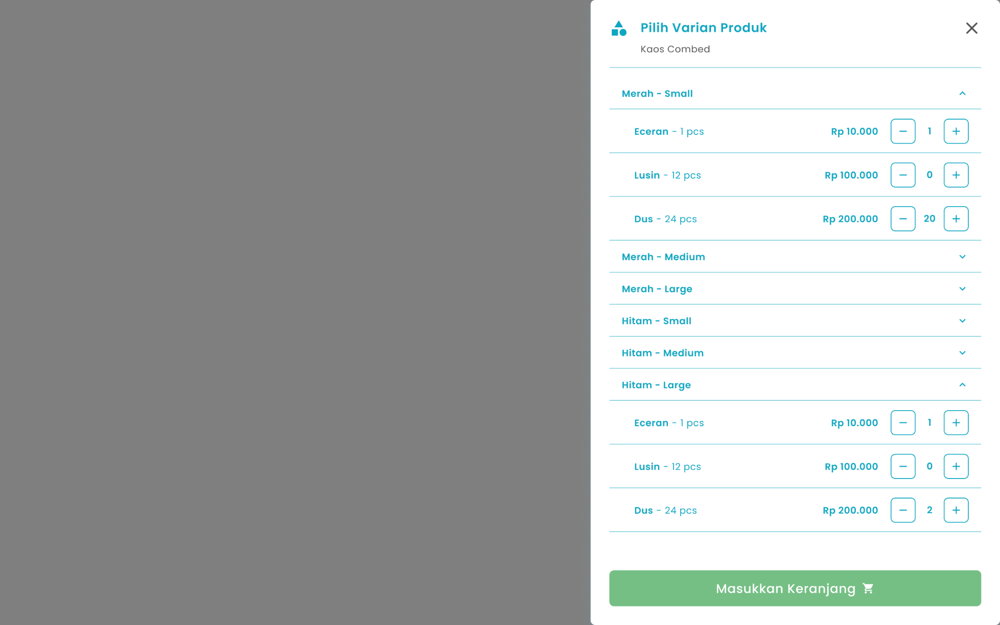 Pilih Varian Produk
Kaos Combed
Merah - Small
Eceran - 1 pcs Rp 10.000 1
Lusin - 12 pcs Rp 100.000 0
Dus - 24 pcs Rp 200.000 20
Merah - Medium
Merah - Large
Hitam - Small
Hitam - Medium
Hitam - Large
Eceran - 1 pcs Rp 10.000 1
Lusin - 12 pcs Rp 100.000 0
Dus - 24 pcs Rp 200.000 2
Masukkan Keranjang